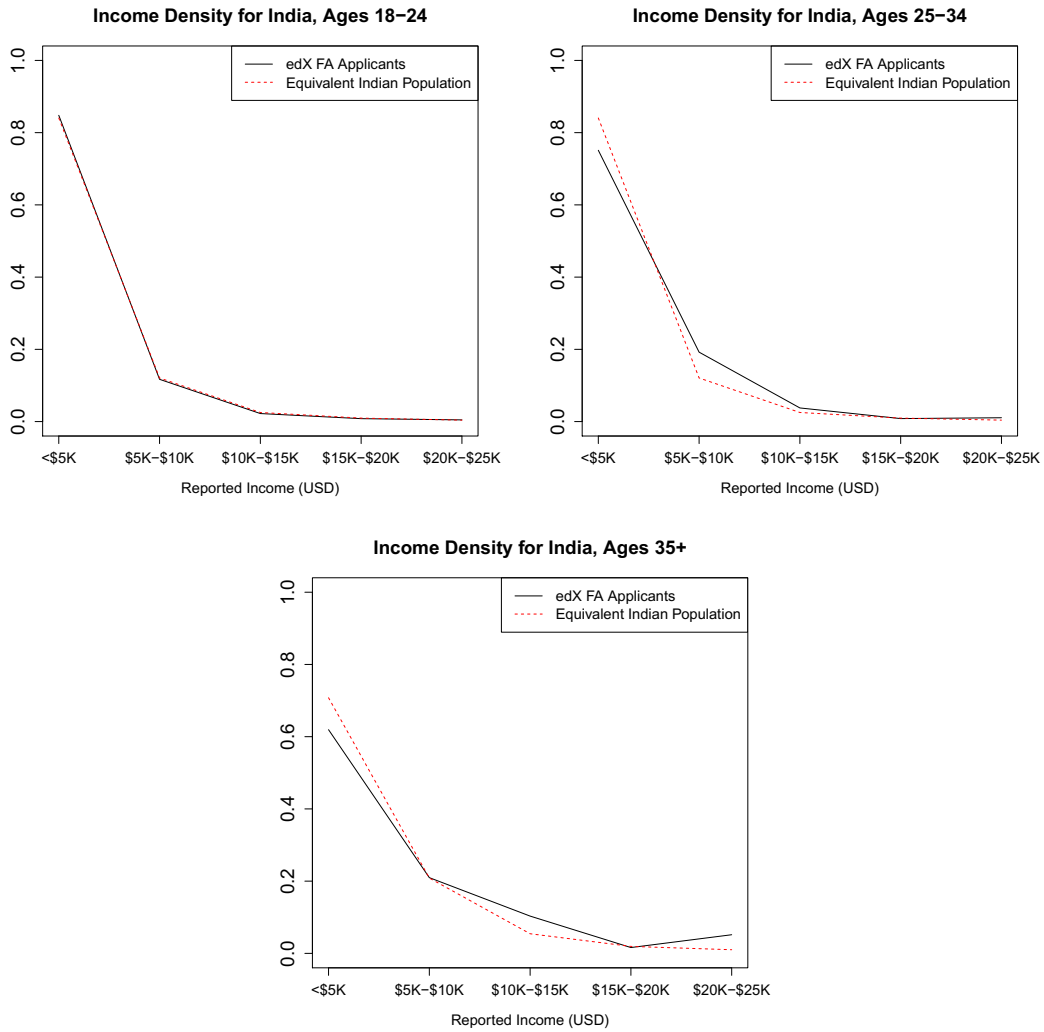 Income Density for India, Ages 18−24
edX FA Applicants
Equivalent Indian Population
1.0
0.8
0.6
0.4
0.2
0.0
<$5K $5K−$10K $10K−$15K $15K−$20K $20K−$25K
Reported Income (USD)
Income Density for India, Ages 25−34
edX FA Applicants
Equivalent Indian Population
1.0
0.8
0.6
0.4
0.2
0.0
<$5K $5K−$10K $10K−$15K $15K−$20K $20K−$25K
Reported Income (USD)
Income Density for India, Ages 35+
edX FA Applicants
Equivalent Indian Population
1.0
0.8
0.6
0.4
0.2
0.0
<$5K $5K−$10K $10K−$15K $15K−$20K $20K−$25K
Reported Income (USD)